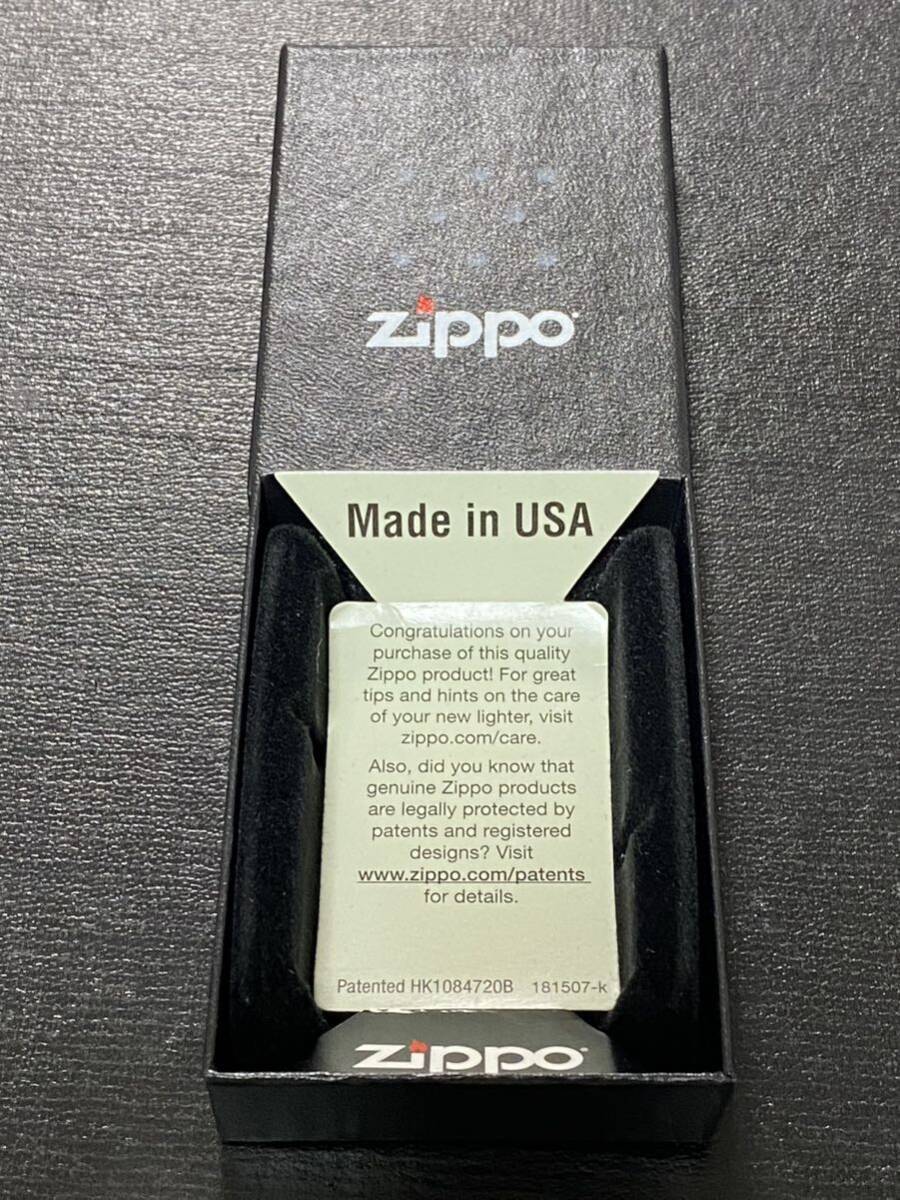 zippo
Made in USA
Congratulations on your
purchase of this quality
Zippo product! For great
tips and hints on the care
of your new lighter, visit
zippo.com/care.
Also, did you know that
genuine Zippo products
are legally protected by
patents and registered
designs? Visit
www.zippo.com/patents
for details.
Patented HK1084720B 181507-k
zippo